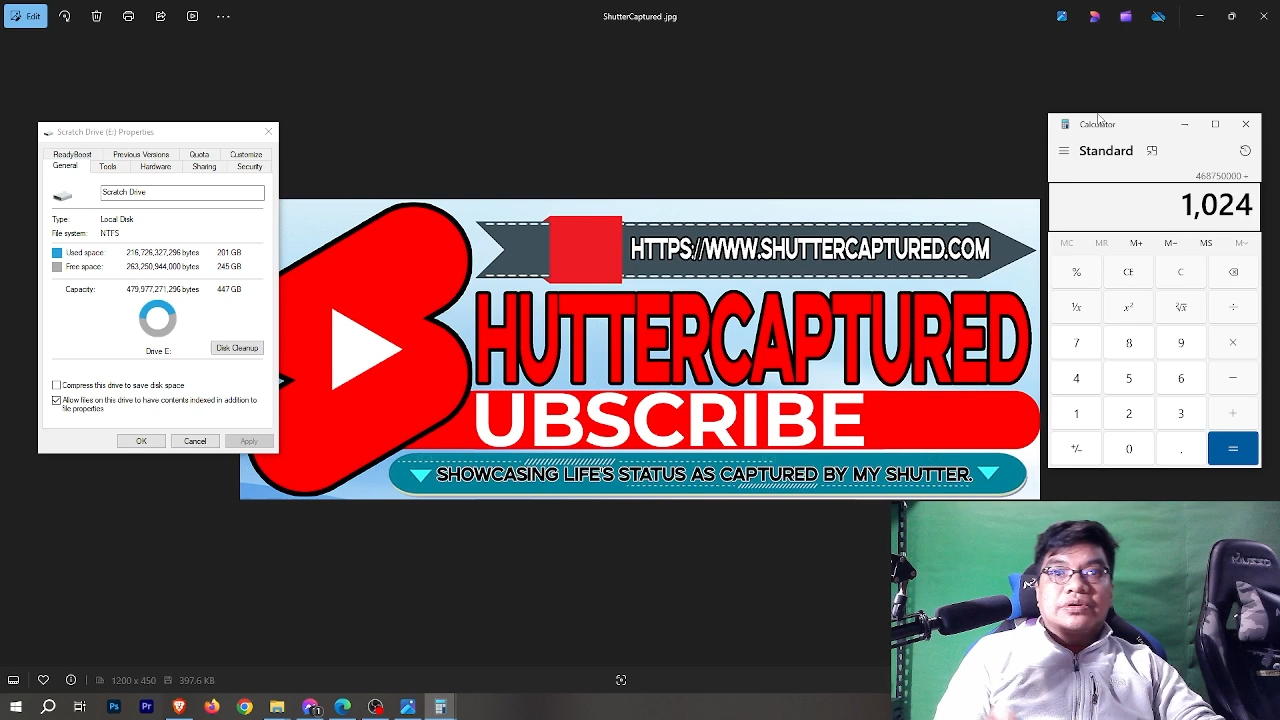 Edit
ShutterCaptured .jpg
Scratch Drive (E:) Properties
ReadyBoost Previous Versions Quota Customize
General Tools Hardware Sharing Security
Scratch Drive
Type: Local Disk
File system: NTFS
Used space: 216,726,327,296 bytes 201 GB
Free space: 263,250,944,000 bytes 245 GB
Capacity: 479,977,271,296 bytes 447 GB
Drive E:
Disk Cleanup
Compress this drive to save disk space
Allow files on this drive to have contents indexed in addition to
file properties
OK Cancel Apply
HTTPS://WWW.SHUTTERCAPTURED.COM
HUTTERCAPTURED
UBSCRIBE
SHOWCASING LIFE'S STATUS AS CAPTURED BY MY SHUTTER.
Calculator
Standard
468750000 ÷
1,024
MC MR M+ M− MS M˅
% CE C
¹/x x² ²√x ÷
7 8 9 ×
4 5 6 −
1 2 3 +
+/− 0 . =
1200 x 450 397.6 KB
Ps Pr 1